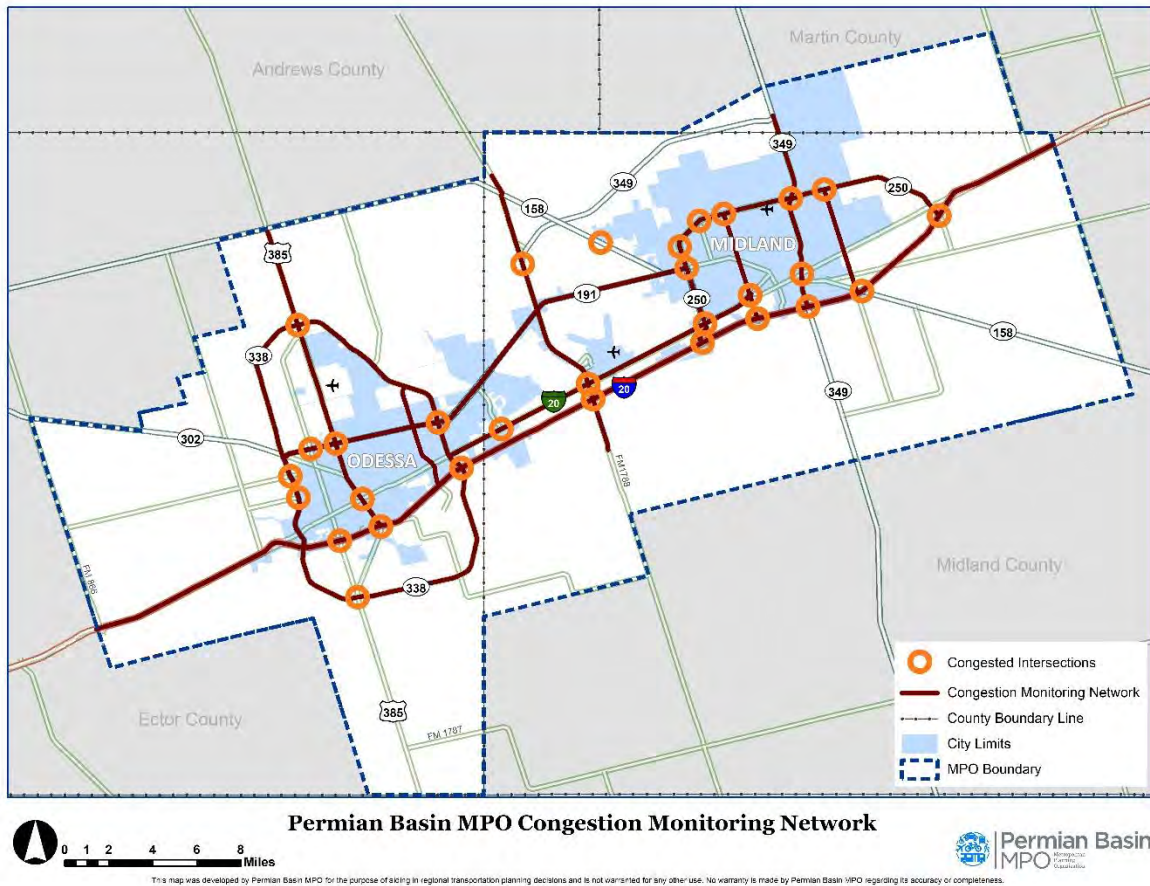 Martin County
Andrews County
349
349
158
250
MIDLAND
385
191
250
338
20
20
158
349
302
ODESSA
FM1788
FM 866
338
Midland County
Ector County
385
FM 1787
Congested Intersections
Congestion Monitoring Network
County Boundary Line
City Limits
MPO Boundary
Permian Basin MPO Congestion Monitoring Network
0 1 2 4 6 8
Miles
Permian Basin
MPO Metropolitan
Planning
Organization
This map was developed by Permian Basin MPO for the purpose of aiding in regional transportation planning decisions and is not warranted for any other use. No warranty is made by Permian Basin MPO regarding its accuracy or completeness.